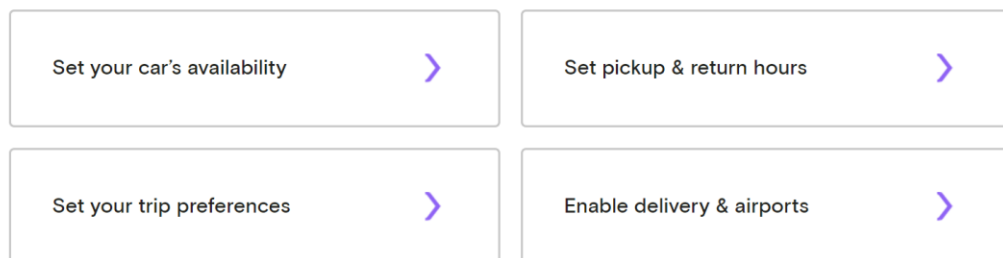 Set your car’s availability
Set pickup & return hours
Set your trip preferences
Enable delivery & airports